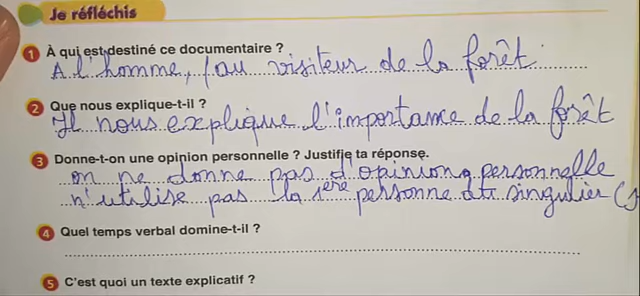 Je réfléchis
1 À qui est destiné ce documentaire ?
A l'homme, / au visiteur de la forêt.
2 Que nous explique-t-il ?
Il nous explique l'importance de la forêt
3 Donne-t-on une opinion personnelle ? Justifie ta réponse.
on ne donne pas d'opinion personnelle
n'utilise pas la 1ère personne du singulier (J
4 Quel temps verbal domine-t-il ?
5 C'est quoi un texte explicatif ?